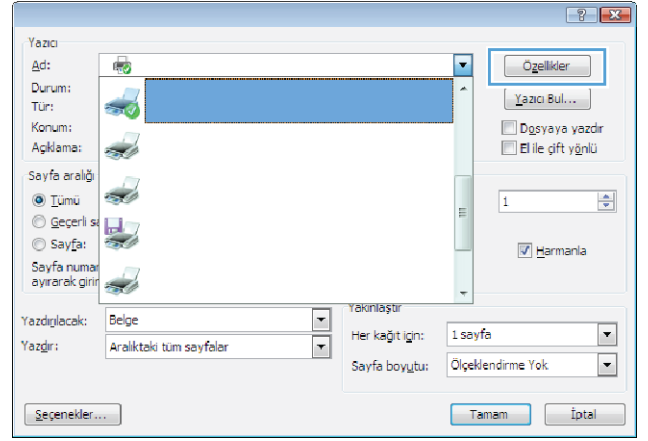 Yazıcı
Ad:
Özellikler
Durum:
Yazıcı Bul...
Tür:
Konum:
Dosyaya yazdır
Açıklama:
El ile çift yönlü
Sayfa aralığı
Tümü
1
Geçerli
Sayfa:
Harmanla
Sayfa
ayırarak
Yakınlaştır
Yazdırılacak:
Belge
Her kağıt için:
1 sayfa
Yazdır:
Aralıktaki tüm sayfalar
Sayfa boyutu:
Ölçeklendirme Yok
Seçenekler...
Tamam
İptal